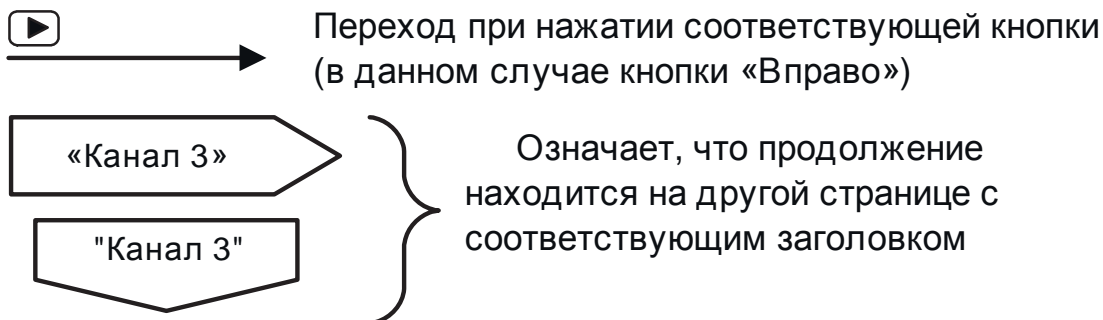 Переход при нажатии соответствующей кнопки
(в данном случае кнопки «Вправо»)
«Канал 3»
"Канал 3"
Означает, что продолжение
находится на другой странице с
соответствующим заголовком